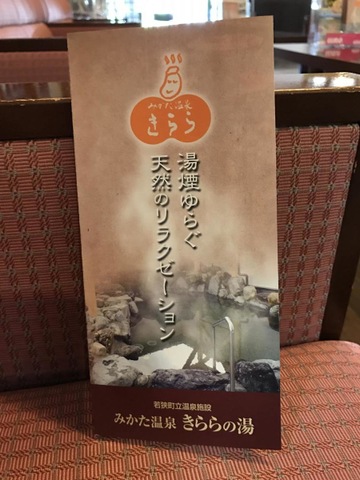 みかた温泉
きらら
湯煙ゆらぐ
天然のリラクゼーション
若狭町立温泉施設
みかた温泉 きららの湯